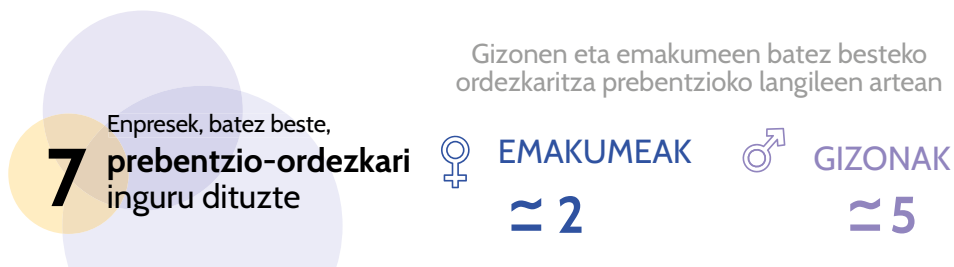 Enpresek, batez beste,
7 prebentzio-ordezkari
inguru dituzte
Gizonen eta emakumeen batez besteko
ordezkaritza prebentzioko langileen artean
EMAKUMEAK
≃ 2
GIZONAK
≃ 5